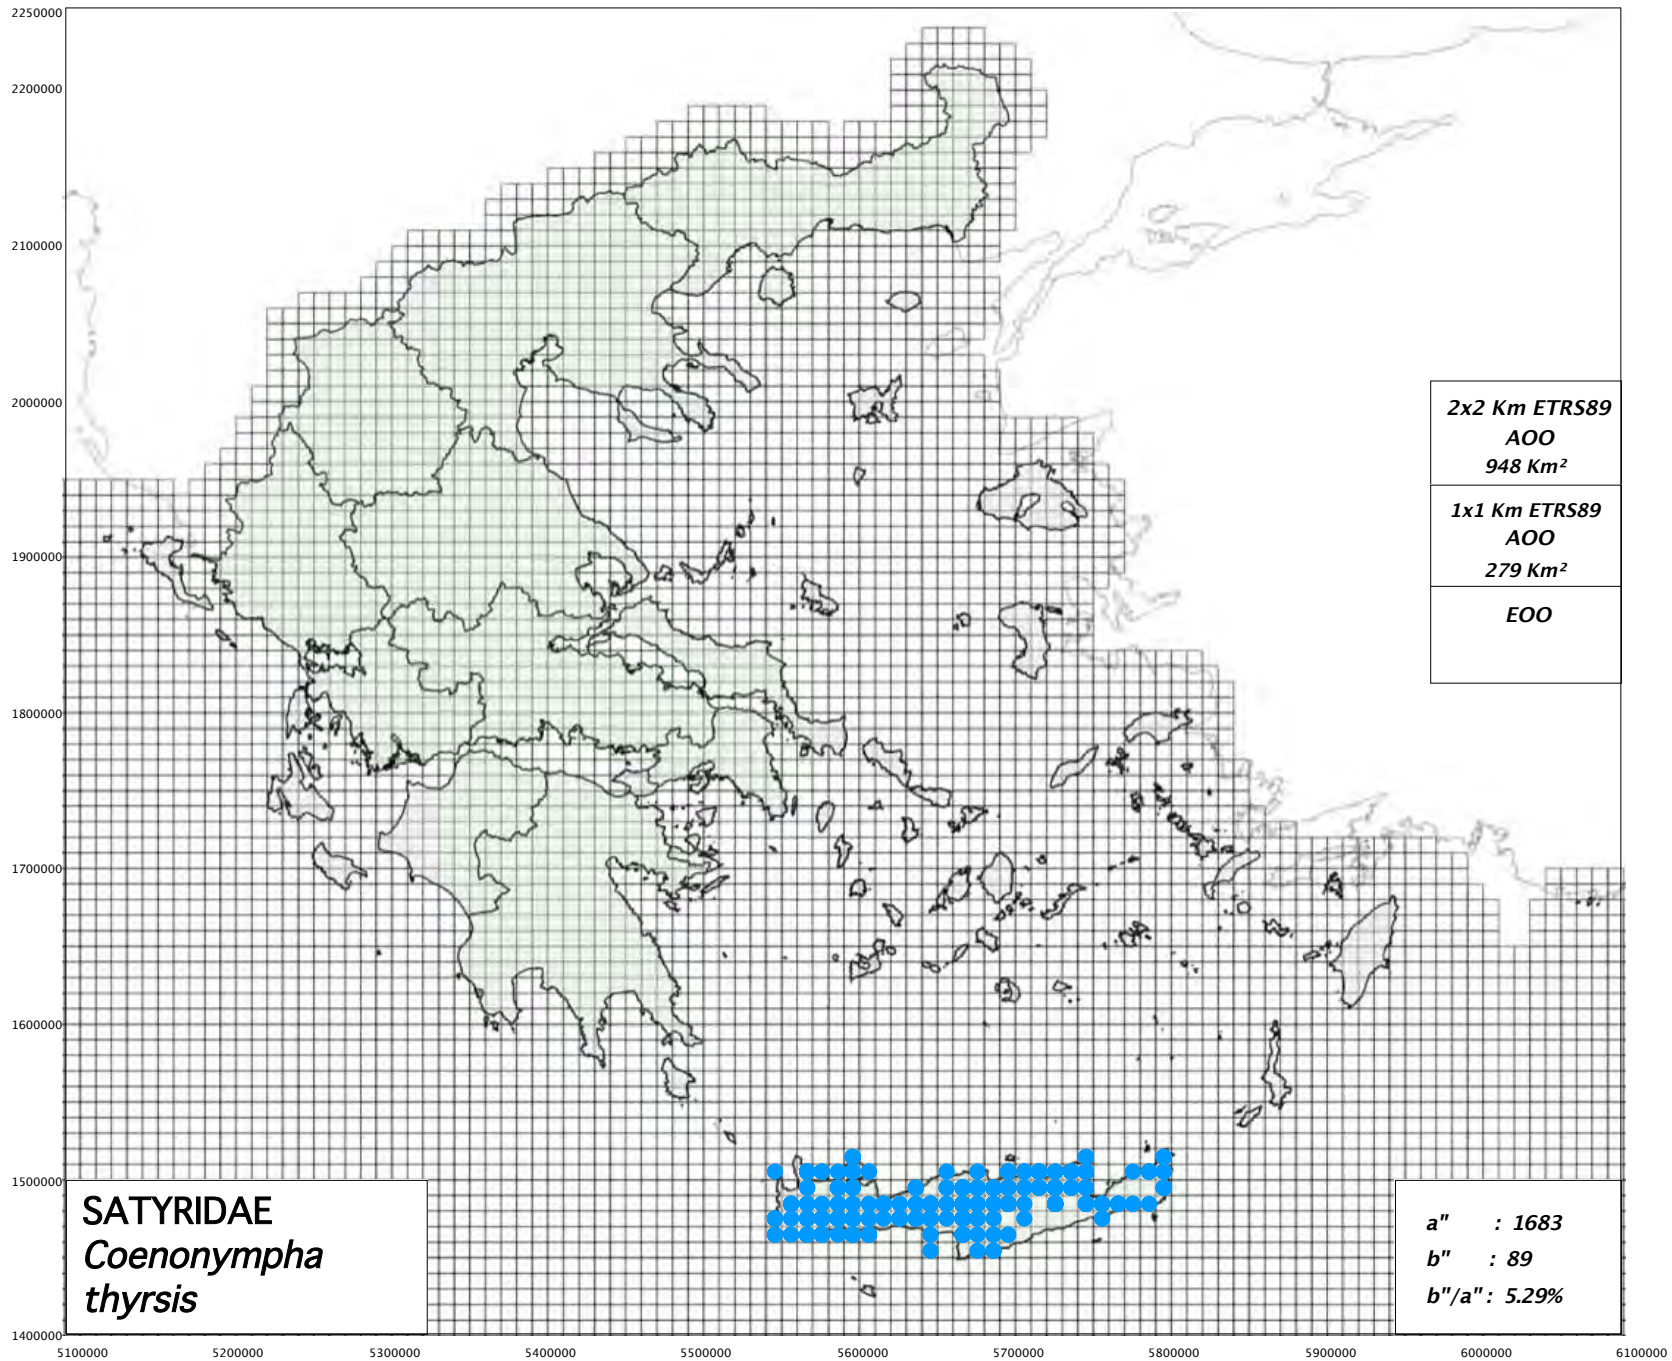 2250000
2200000
2100000
2000000
1900000
1800000
1700000
1600000
1500000
1400000
2x2 Km ETRS89
AOO
948 Km²
1x1 Km ETRS89
AOO
279 Km²
EOO
SATYRIDAE
Coenonympha
thyrsis
a" : 1683
b" : 89
b"/a" : 5.29%
5100000 5200000 5300000 5400000 5500000 5600000 5700000 5800000 5900000 6000000 6100000